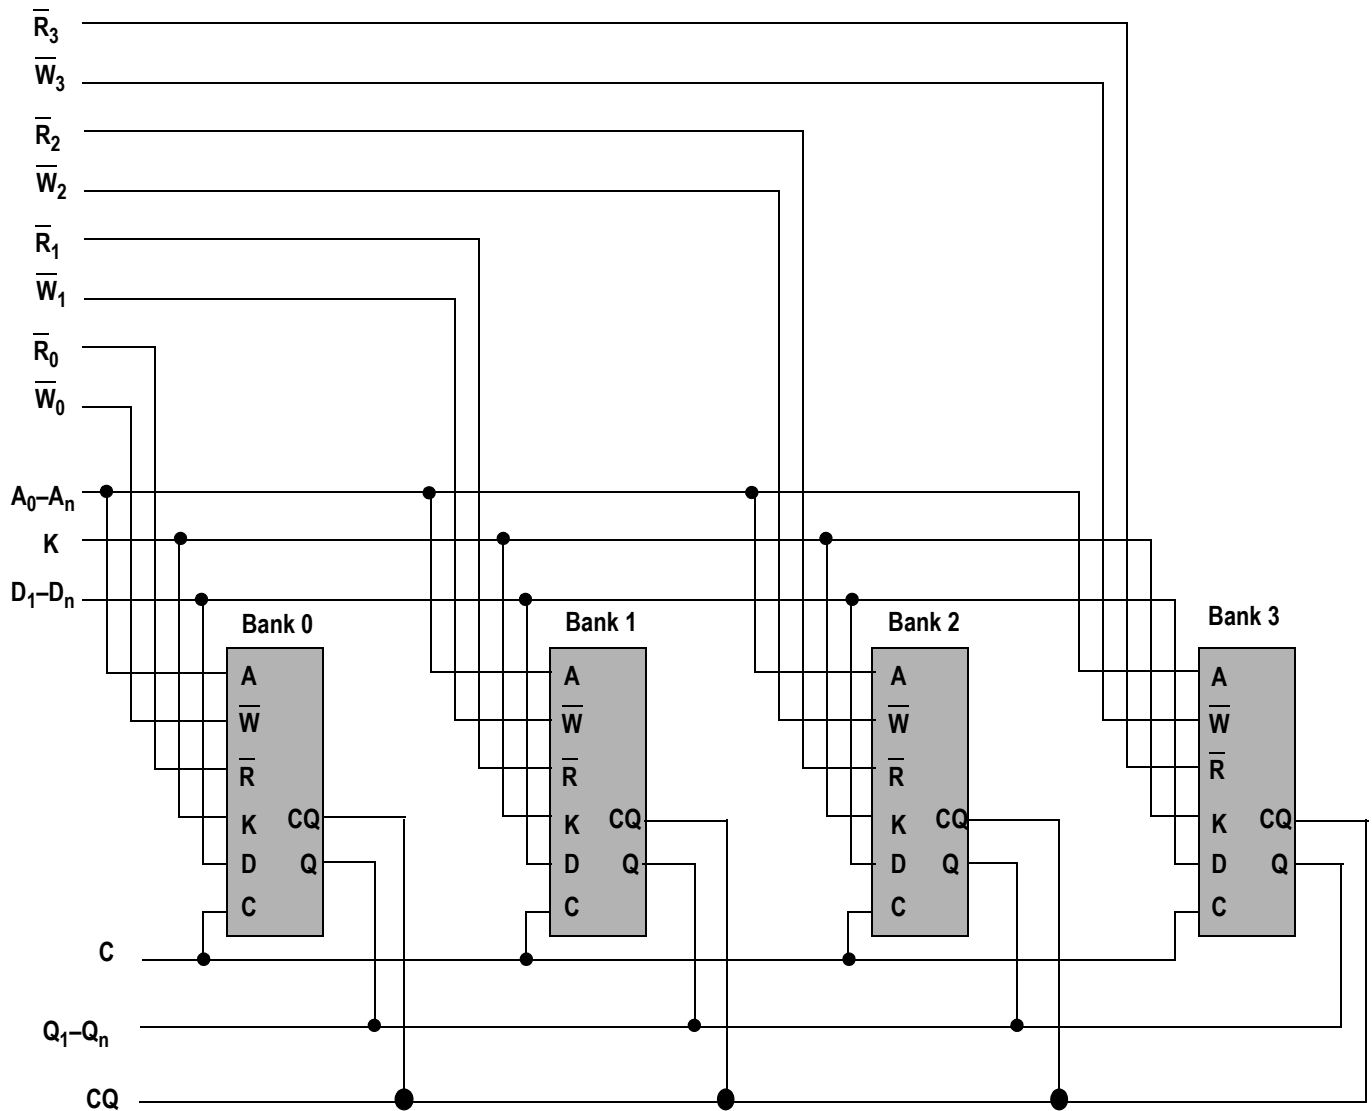 R̅₃
W̅₃
R̅₂
W̅₂
R̅₁
W̅₁
R̅₀
W̅₀
A₀–Aₙ
K
D₁–Dₙ
Bank 0
A
W̅
R̅
K
D
C
CQ
Q
Bank 1
A
W̅
R̅
K
D
C
CQ
Q
Bank 2
A
W̅
R̅
K
D
C
CQ
Q
Bank 3
A
W̅
R̅
K
D
C
CQ
Q
C
Q₁–Qₙ
CQ